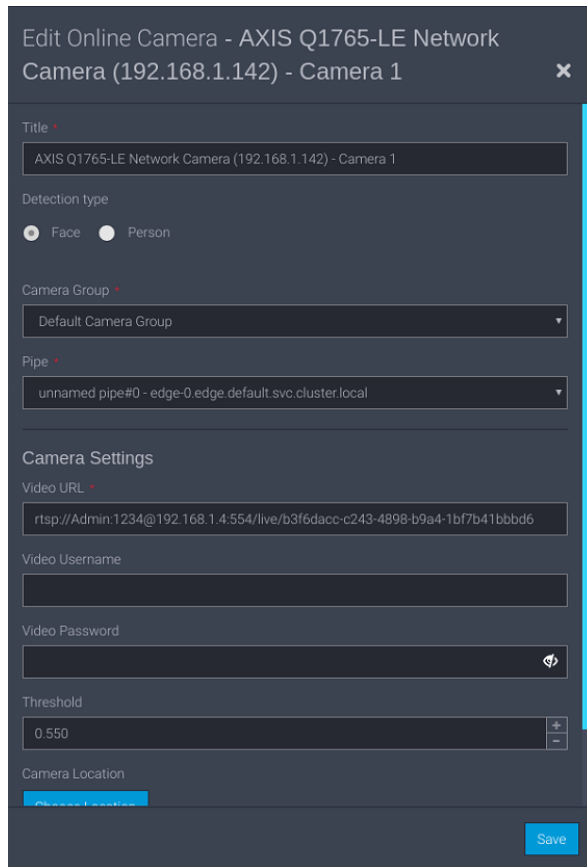 Edit Online Camera - AXIS Q1765-LE Network
Camera (192.168.1.142) - Camera 1
Title *
AXIS Q1765-LE Network Camera (192.168.1.142) - Camera 1
Detection type
Face Person
Camera Group *
Default Camera Group
Pipe *
unnamed pipe#0 - edge-0.edge.default.svc.cluster.local
Camera Settings
Video URL *
rtsp://Admin:1234@192.168.1.4:554/live/b3f6dacc-c243-4898-b9a4-1bf7b41bbbd6
Video Username
Video Password
Threshold
0.550
Camera Location
Choose Location
Save